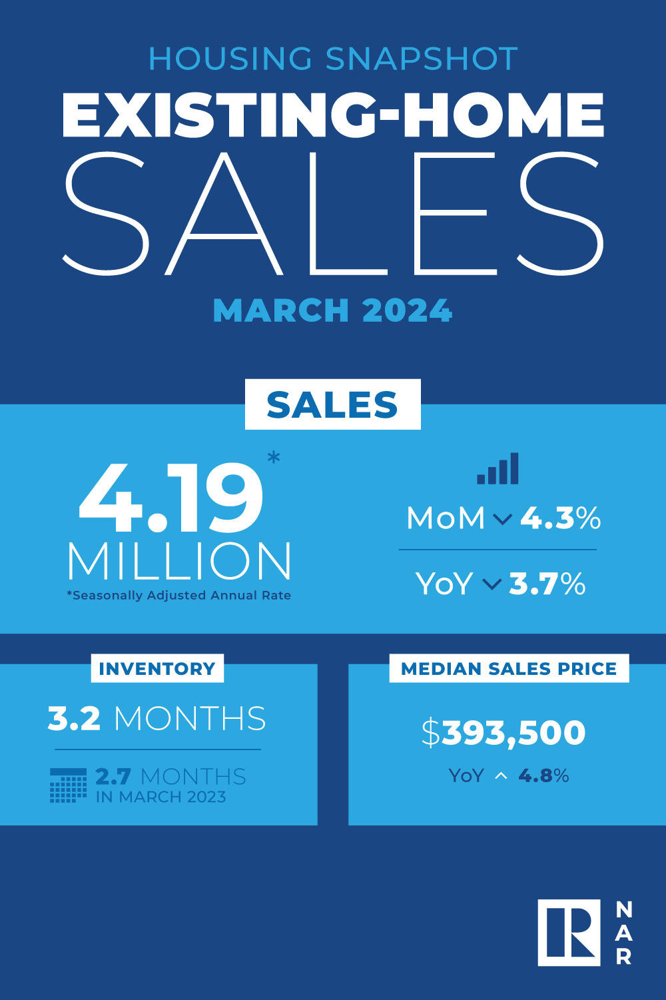 HOUSING SNAPSHOT
EXISTING-HOME
SALES
MARCH 2024
SALES
4.19*
MILLION
*Seasonally Adjusted Annual Rate
MoM 4.3%
YoY 3.7%
INVENTORY
3.2 MONTHS
2.7 MONTHS
IN MARCH 2023
MEDIAN SALES PRICE
$393,500
YoY 4.8%
R
NAR